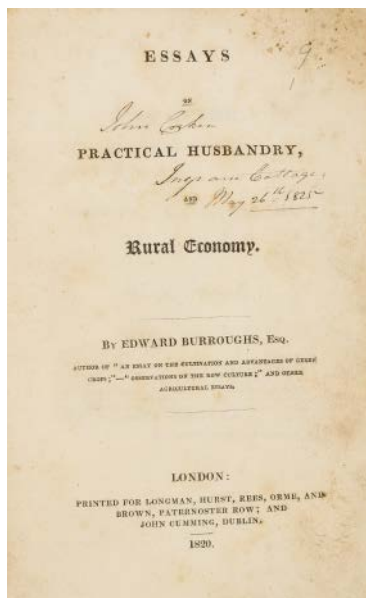 ESSAYS
ON
John
PRACTICAL HUSBANDRY,
Ingram Cottage,
AND
May 26th 1825
Rural Economy.
BY EDWARD BURROUGHS, ESQ.
AUTHOR OF "AN ESSAY ON THE CULTIVATION AND ADVANTAGES OF GREEN
CROPS;"—"OBSERVATIONS ON THE ROW CULTURE;" AND OTHER
AGRICULTURAL ESSAYS.
LONDON:
PRINTED FOR LONGMAN, HURST, REES, ORME, AND
BROWN, PATERNOSTER ROW; AND
JOHN CUMMING, DUBLIN.
1820.